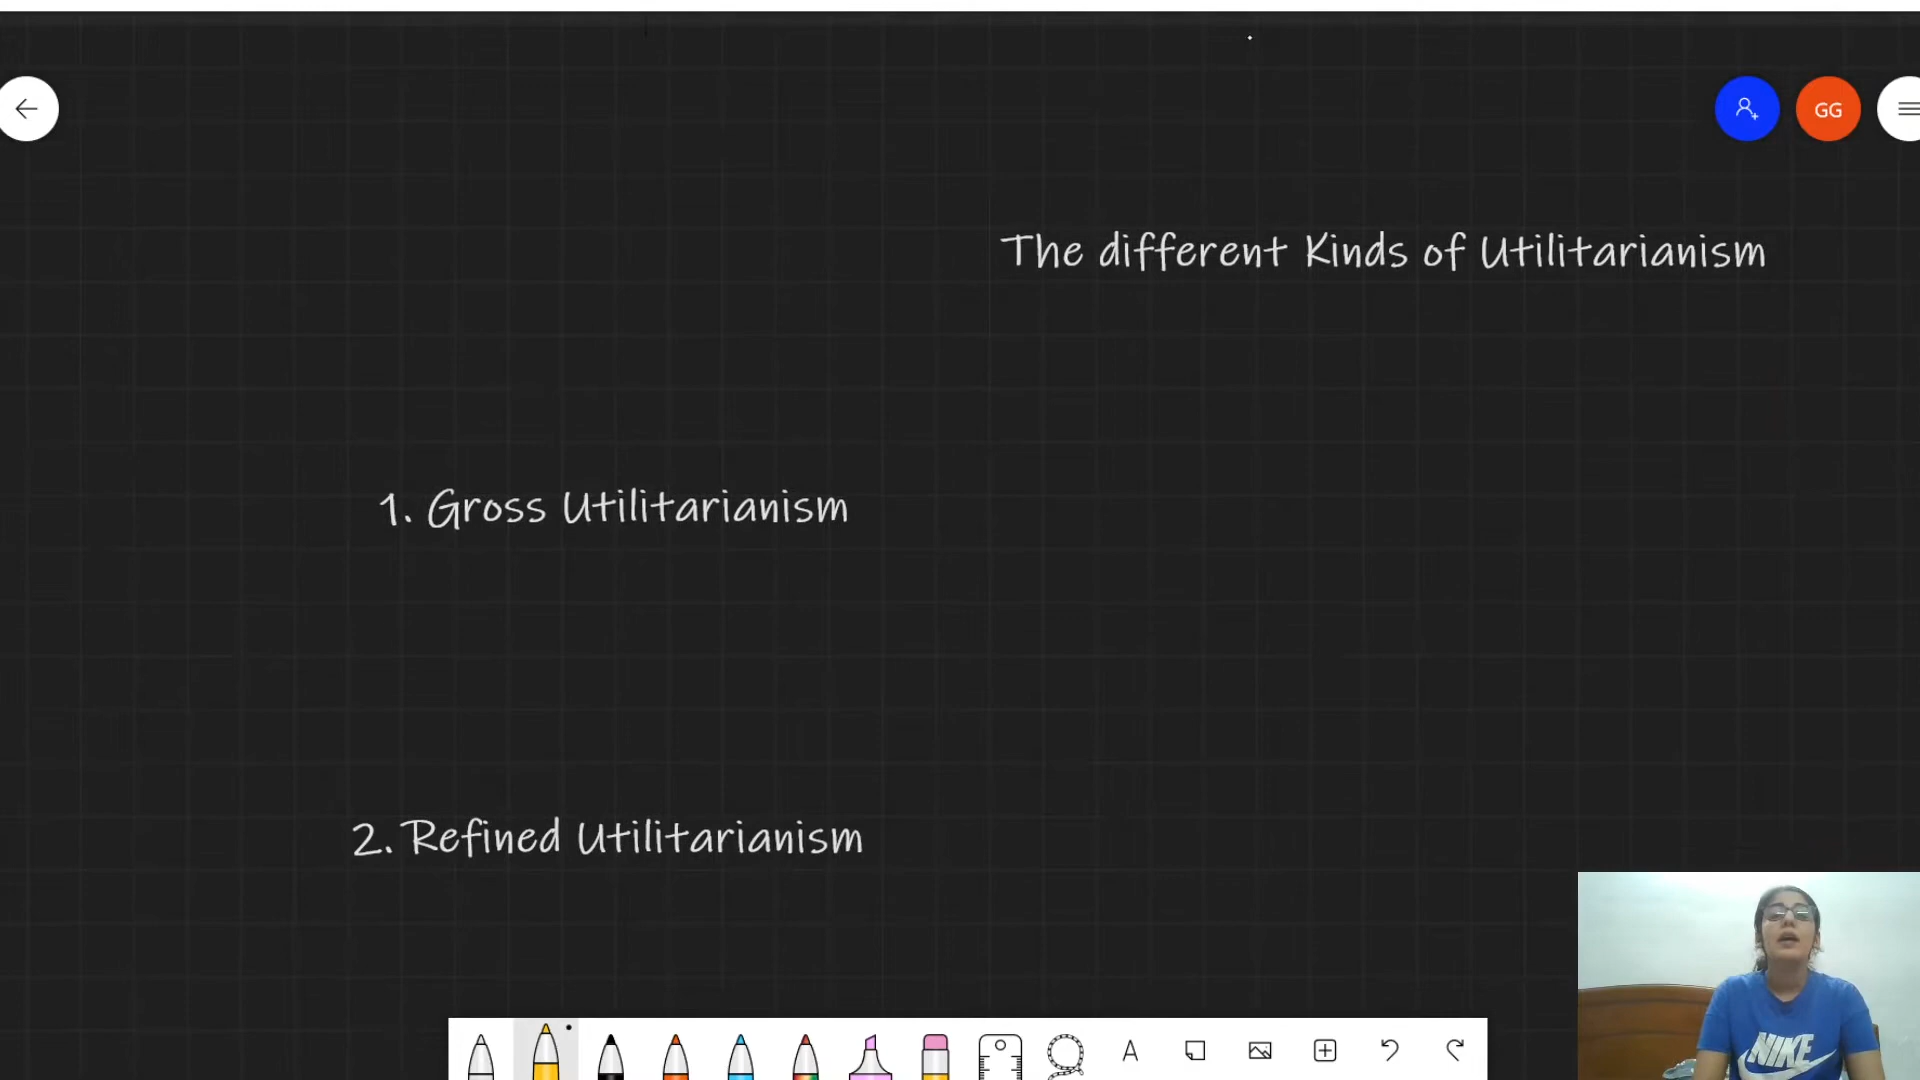 GG
The different Kinds of Utilitarianism
1. Gross Utilitarianism
2. Refined Utilitarianism
A
NIKE